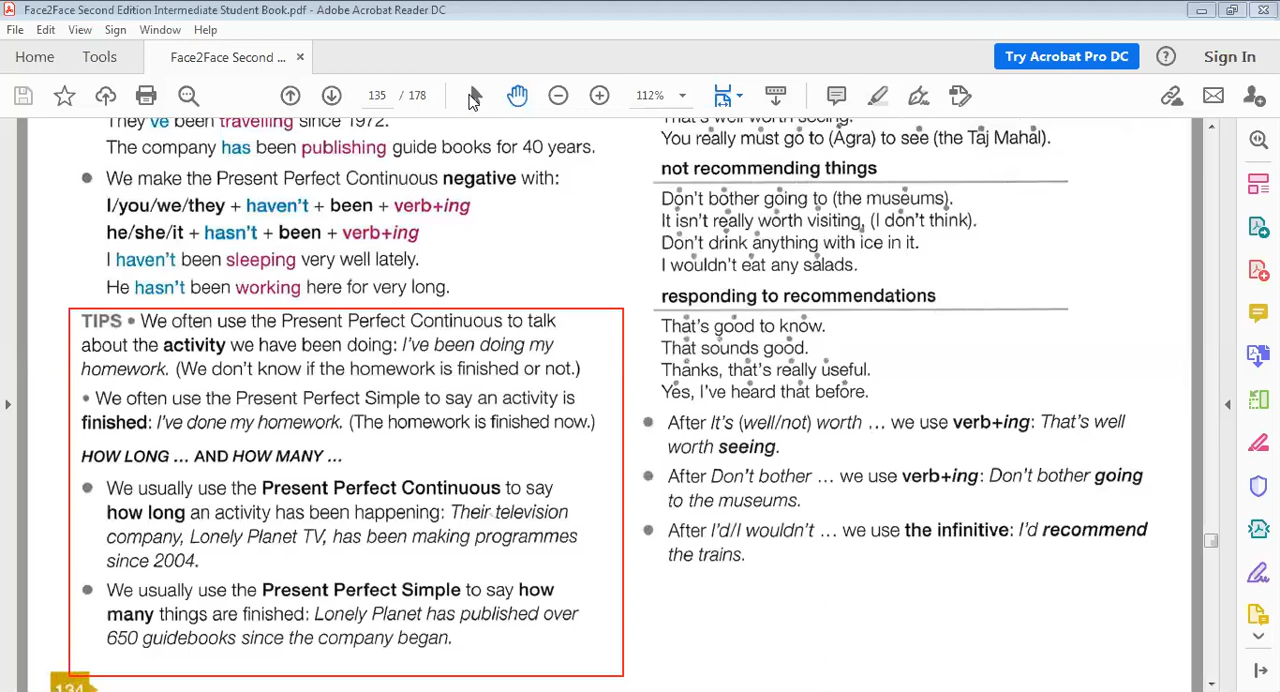 Face2Face Second Edition Intermediate Student Book.pdf - Adobe Acrobat Reader DC
File Edit View Sign Window Help
Home Tools Face2Face Second ... × Try Acrobat Pro DC ? Sign In
135 / 178 112%
They've been travelling since 1972.
The company has been publishing guide books for 40 years.
• We make the Present Perfect Continuous negative with:
I/you/we/they + haven't + been + verb+ing
he/she/it + hasn't + been + verb+ing
I haven't been sleeping very well lately.
He hasn't been working here for very long.
TIPS • We often use the Present Perfect Continuous to talk
about the activity we have been doing: I've been doing my
homework. (We don't know if the homework is finished or not.)
• We often use the Present Perfect Simple to say an activity is
finished: I've done my homework. (The homework is finished now.)
HOW LONG ... AND HOW MANY ...
• We usually use the Present Perfect Continuous to say
how long an activity has been happening: Their television
company, Lonely Planet TV, has been making programmes
since 2004.
• We usually use the Present Perfect Simple to say how
many things are finished: Lonely Planet has published over
650 guidebooks since the company began.
134
That's well worth seeing.
You really must go to (Agra) to see (the Taj Mahal).
not recommending things
Don't bother going to (the museums).
It isn't really worth visiting, (I don't think).
Don't drink anything with ice in it.
I wouldn't eat any salads.
responding to recommendations
That's good to know.
That sounds good.
Thanks, that's really useful.
Yes, I've heard that before.
• After It's (well/not) worth ... we use verb+ing: That's well
worth seeing.
• After Don't bother ... we use verb+ing: Don't bother going
to the museums.
• After I'd/I wouldn't ... we use the infinitive: I'd recommend
the trains.